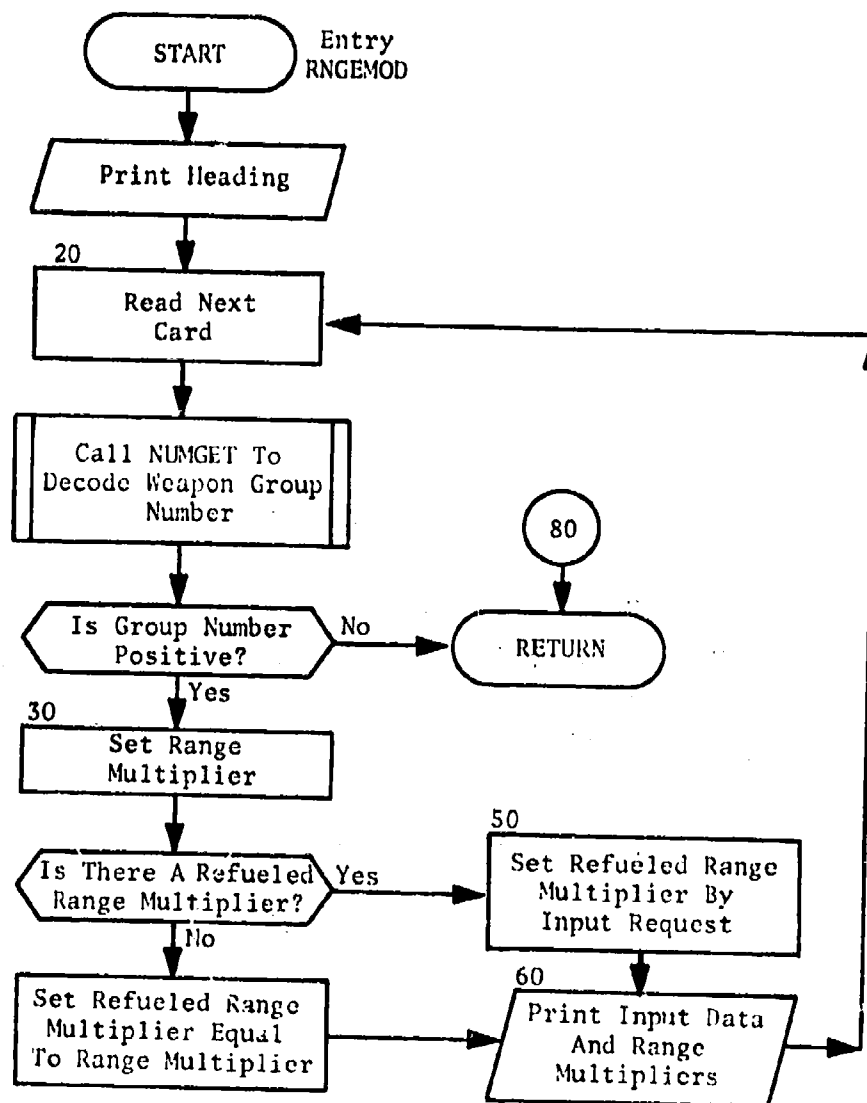 START
Entry
RNGEMOD
Print Heading
20
Read Next
Card
Call NUMGET To
Decode Weapon Group
Number
80
Is Group Number
Positive?
No
RETURN
Yes
30
Set Range
Multiplier
50
Is There A Refueled
Range Multiplier?
Yes
Set Refueled Range
Multiplier By
Input Request
No
60
Set Refueled Range
Multiplier Equal
To Range Multiplier
Print Input Data
And Range
Multipliers